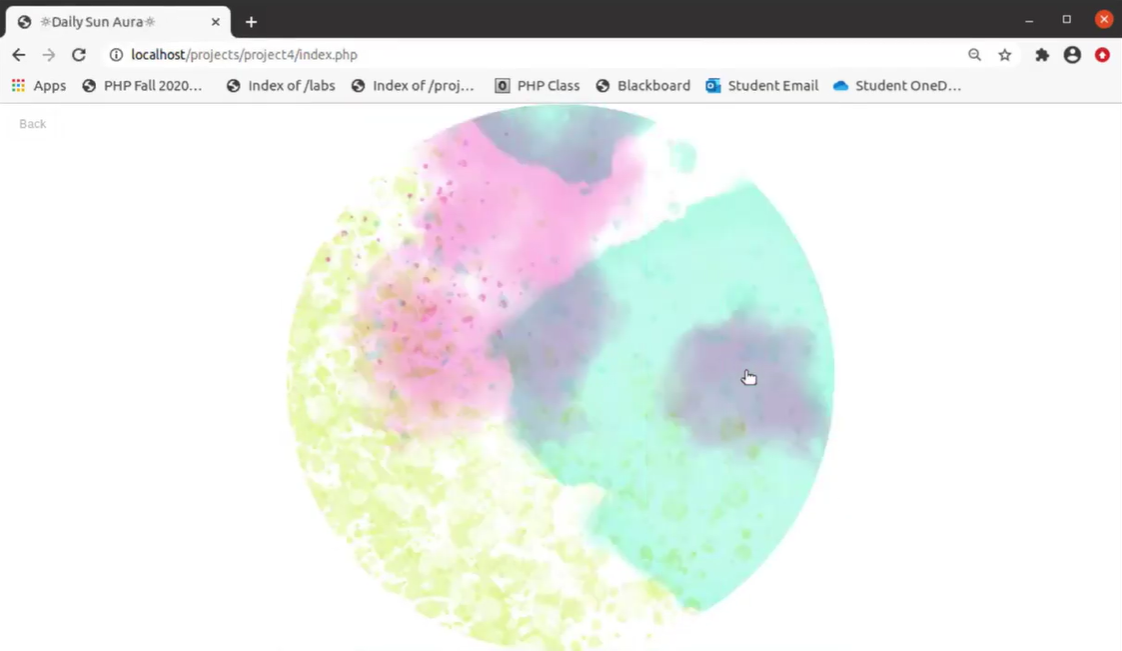 ☼Daily Sun Aura☼
localhost/projects/project4/index.php
Apps PHP Fall 2020... Index of /labs Index of /proj... PHP Class Blackboard Student Email Student OneD...
Back